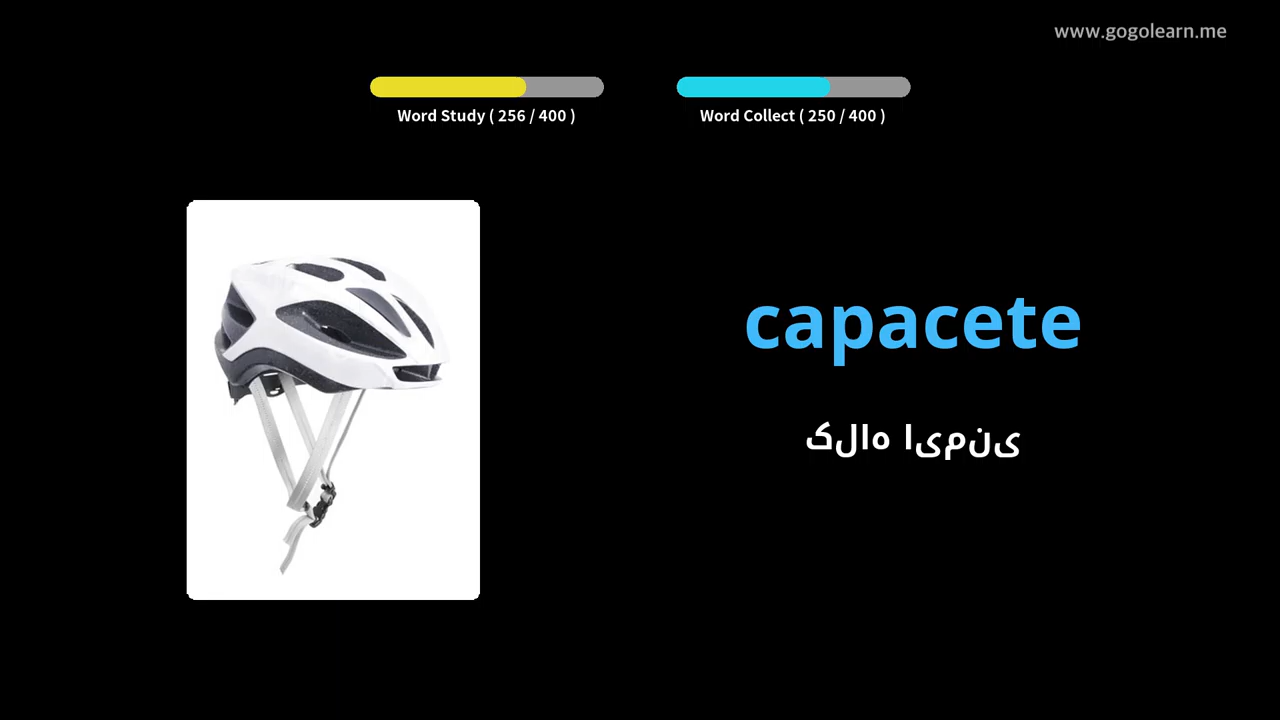 www.gogolearn.me
Word Study ( 256 / 400 )
Word Collect ( 250 / 400 )
capacete
کلاه ایمنی